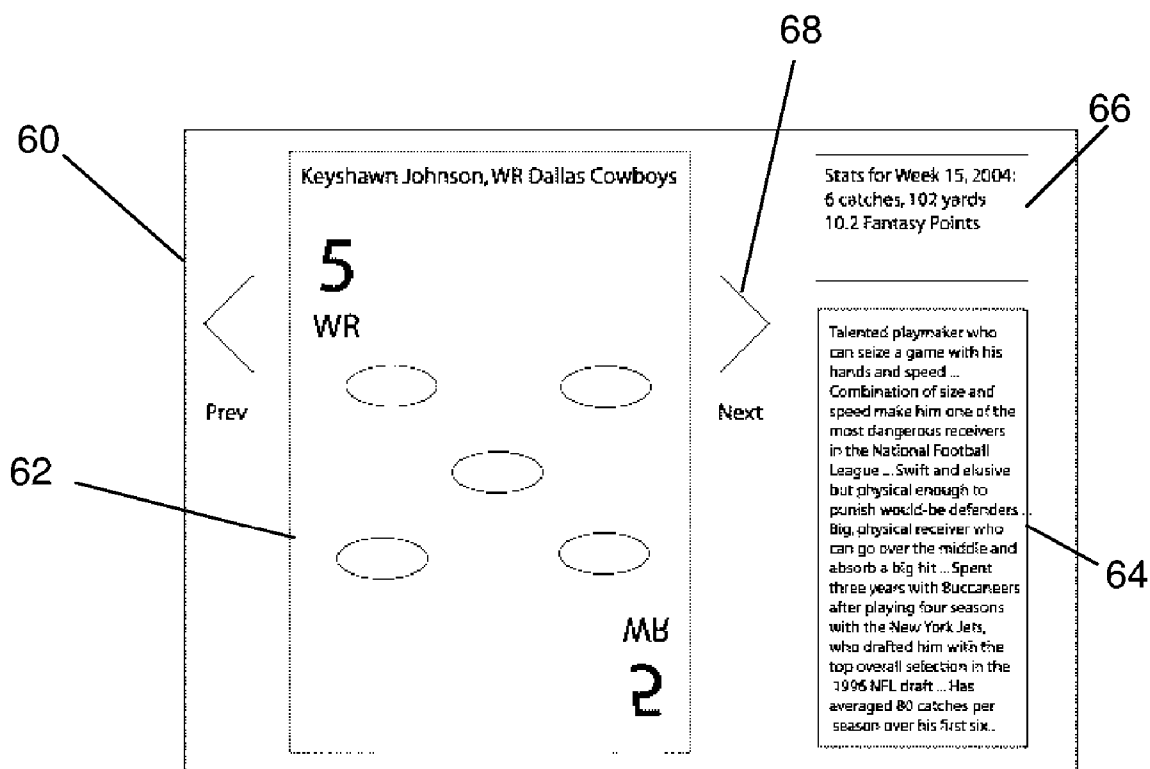 68
66
60
Keyshawn Johnson, WR Dallas Cowboys
5
WR
Prev
Next
62
WR
5
Stats for Week 15, 2004:
6 catches, 102 yards
10.2 Fantasy Points
Talented playmaker who
can seize a game with his
hands and speed ...
Combination of size and
speed make him one of the
most dangerous receivers
in the National Football
League ... Swift and elusive
but physical enough to
punish would-be defenders ...
Big, physical receiver who
can go over the middle and
absorb a big hit ... Spent
three years with Buccaneers
after playing four seasons
with the New York Jets,
who drafted him with the
top overall selection in the
1996 NFL draft ... Has
averaged 80 catches per
season over his first six..
64